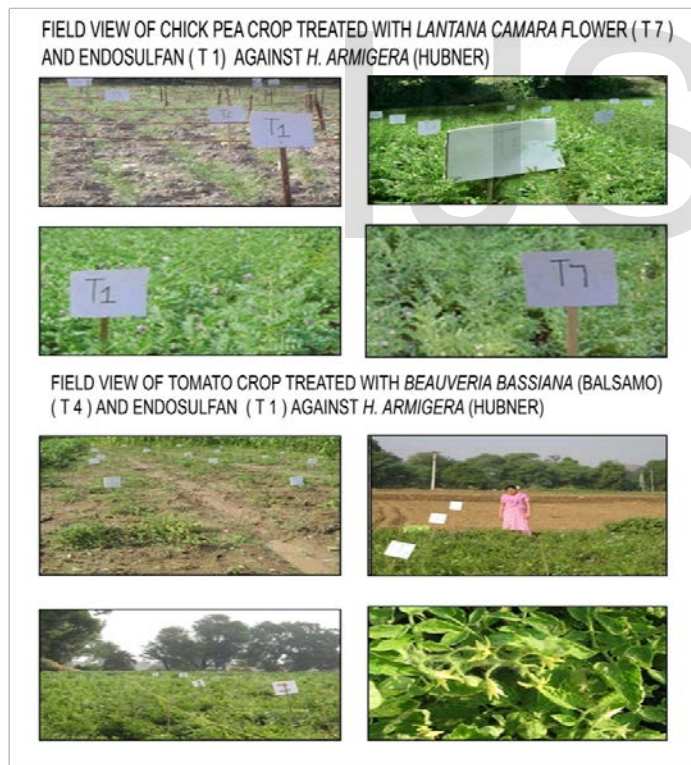 FIELD VIEW OF CHICK PEA CROP TREATED WITH LANTANA CAMARA FLOWER ( T 7 )
AND ENDOSULFAN ( T 1) AGAINST H. ARMIGERA (HUBNER)
T1
T1
T7
FIELD VIEW OF TOMATO CROP TREATED WITH BEAUVERIA BASSIANA (BALSAMO)
( T 4 ) AND ENDOSULFAN ( T 1 ) AGAINST H. ARMIGERA (HUBNER)